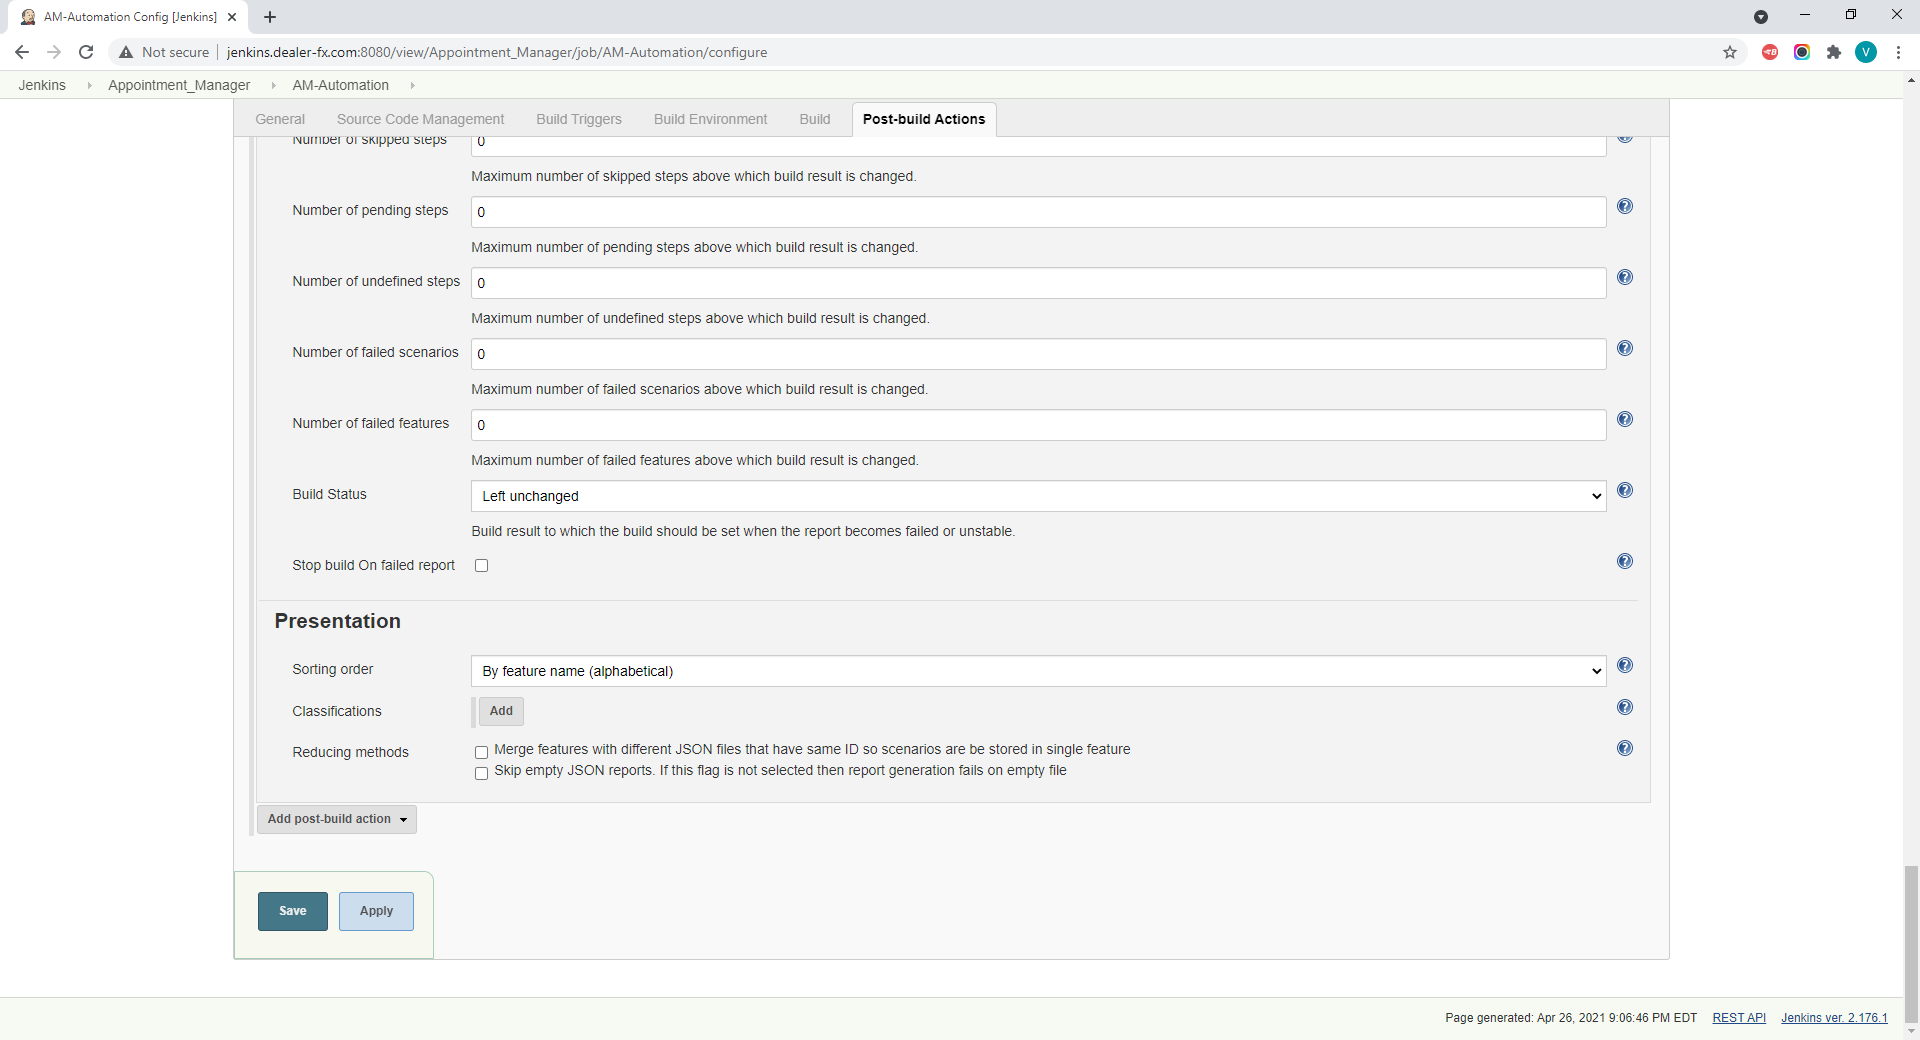 AM-Automation Config [Jenkins]
Not secure
jenkins.dealer-fx.com:8080/view/Appointment_Manager/job/AM-Automation/configure
V
Jenkins Appointment_Manager AM-Automation
General Source Code Management Build Triggers Build Environment Build Post-build Actions
Number of skipped steps 0
Maximum number of skipped steps above which build result is changed.
Number of pending steps 0
Maximum number of pending steps above which build result is changed.
Number of undefined steps 0
Maximum number of undefined steps above which build result is changed.
Number of failed scenarios 0
Maximum number of failed scenarios above which build result is changed.
Number of failed features 0
Maximum number of failed features above which build result is changed.
Build Status Left unchanged
Build result to which the build should be set when the report becomes failed or unstable.
Stop build On failed report
Presentation
Sorting order By feature name (alphabetical)
Classifications Add
Reducing methods Merge features with different JSON files that have same ID so scenarios are be stored in single feature
Skip empty JSON reports. If this flag is not selected then report generation fails on empty file
Add post-build action
Save Apply
Page generated: Apr 26, 2021 9:06:46 PM EDT REST API Jenkins ver. 2.176.1